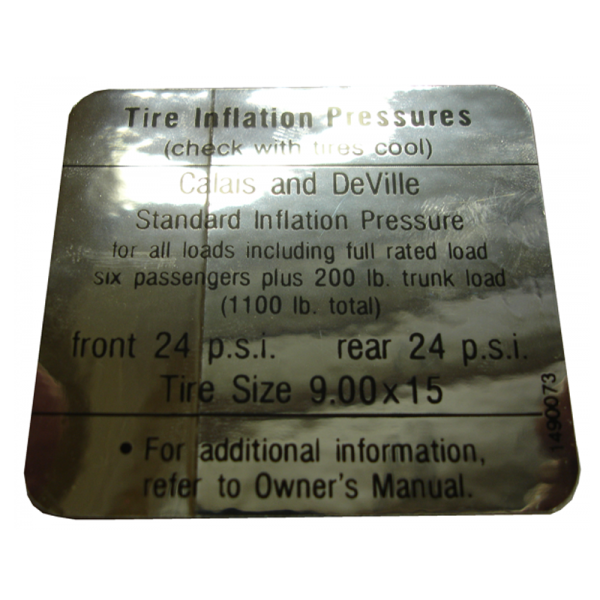 Tire Inflation Pressures
(check with tires cool)
Calais and DeVille
Standard Inflation Pressure
for all loads including full rated load
six passengers plus 200 lb. trunk load
(1100 lb. total)
front 24 p.s.i. rear 24 p.s.i.
Tire Size 9.00x15
1490073
• For additional information,
refer to Owner's Manual.